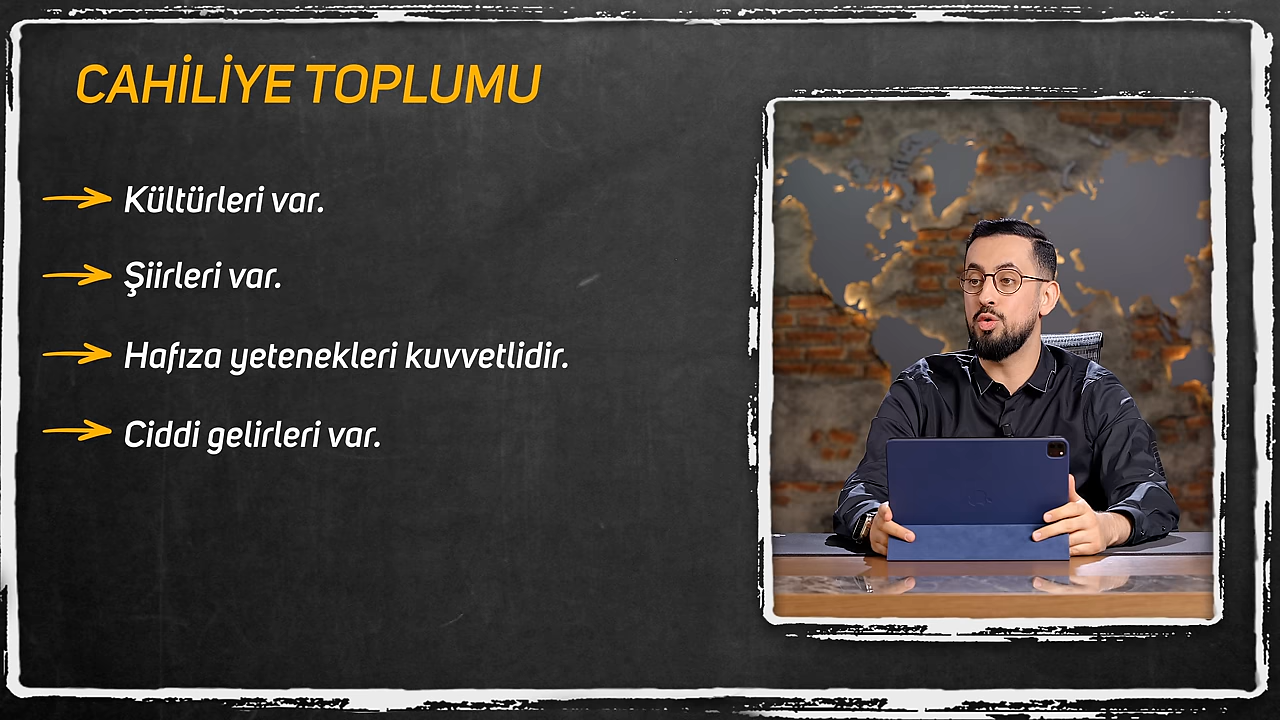 CAHİLİYE TOPLUMU
Kültürleri var.
Şiirleri var.
Hafıza yetenekleri kuvvetlidir.
Ciddi gelirleri var.